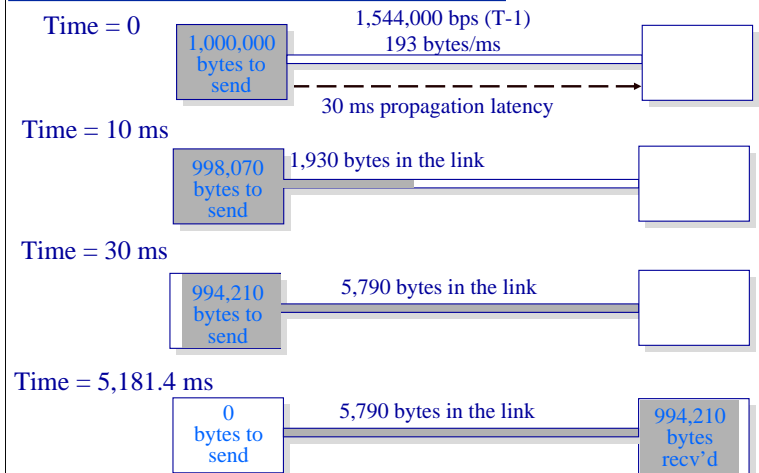 Time = 0
1,544,000 bps (T-1)
193 bytes/ms
1,000,000
bytes to
send
30 ms propagation latency
Time = 10 ms
998,070
bytes to
send
1,930 bytes in the link
Time = 30 ms
994,210
bytes to
send
5,790 bytes in the link
Time = 5,181.4 ms
0
bytes to
send
5,790 bytes in the link
994,210
bytes
recv'd